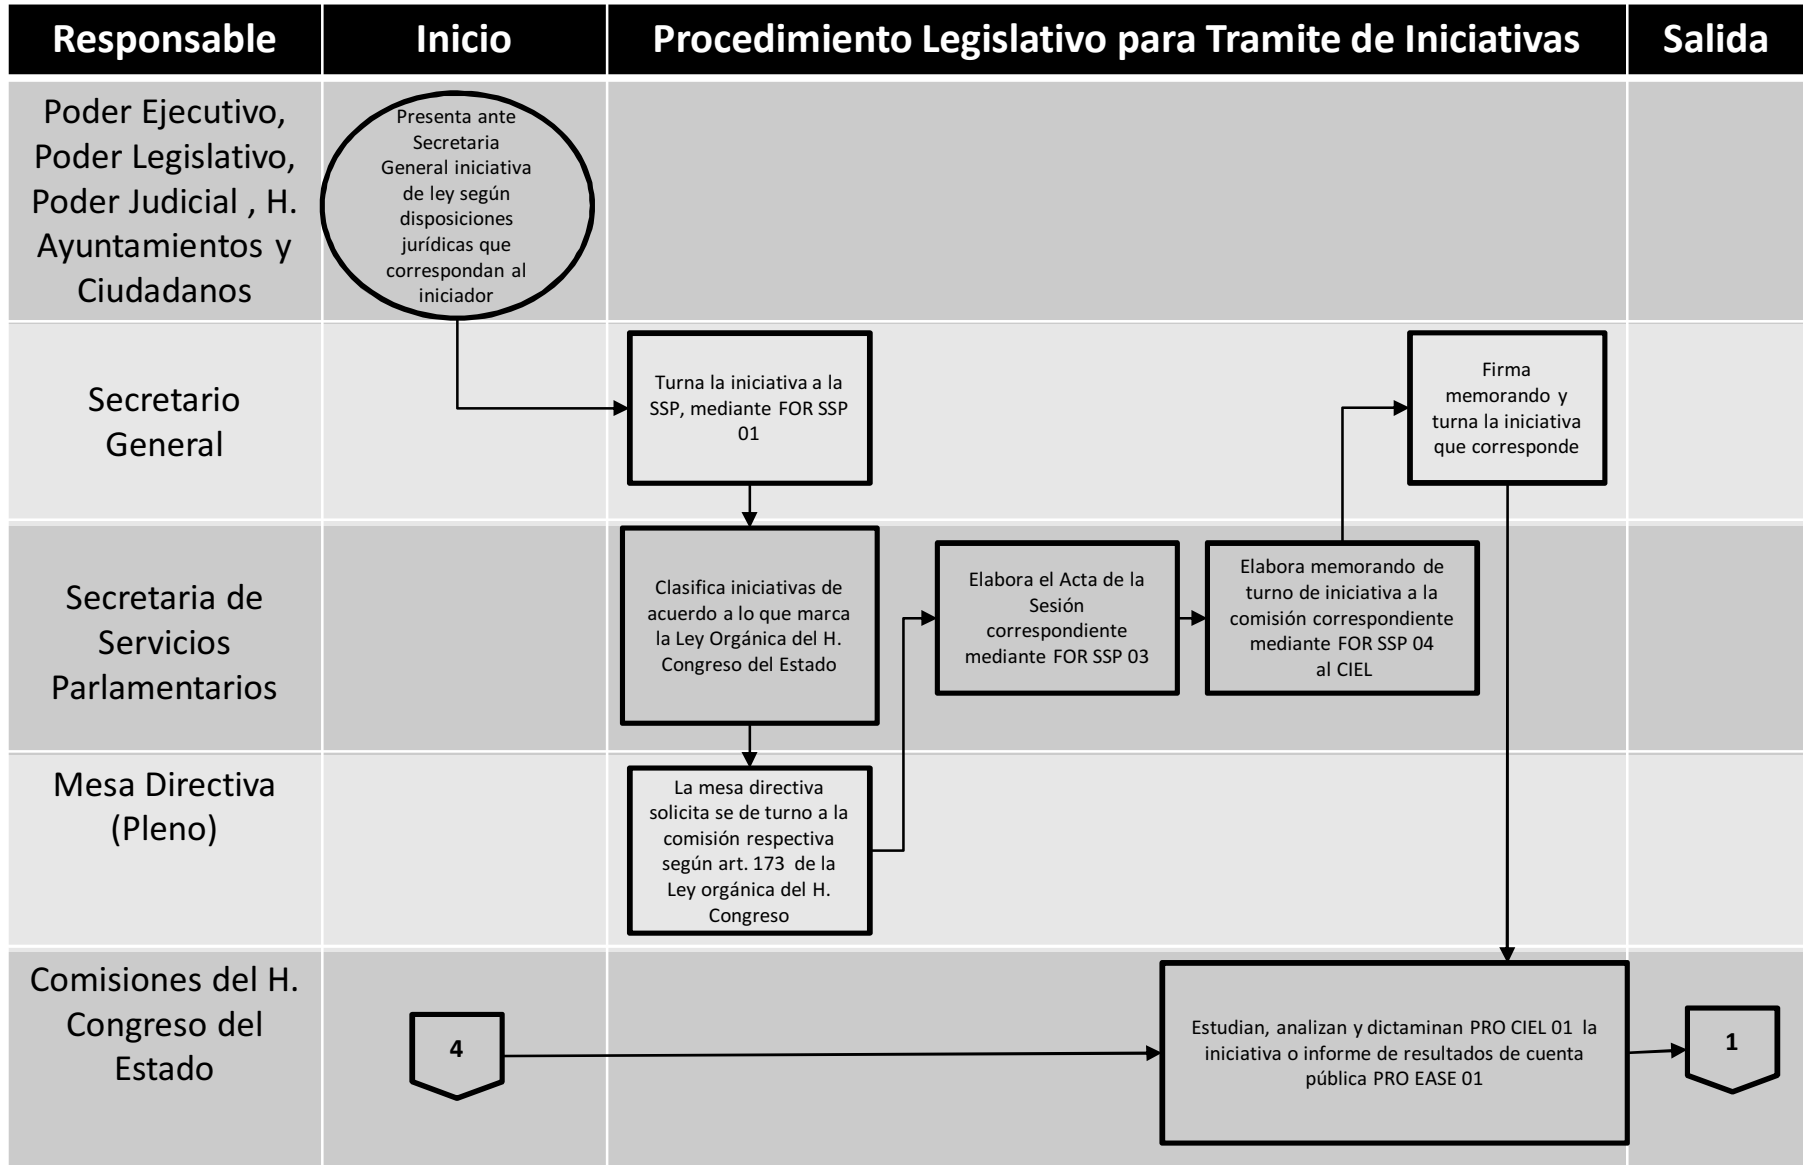 Responsable
Inicio
Procedimiento Legislativo para Tramite de Iniciativas
Salida
Poder Ejecutivo,
Poder Legislativo,
Poder Judicial , H.
Ayuntamientos y
Ciudadanos
Presenta ante
Secretaria
General iniciativa
de ley según
disposiciones
jurídicas que
correspondan al
iniciador
Secretario
General
Turna la iniciativa a la
SSP, mediante FOR SSP
01
Firma
memorando y
turna la iniciativa
que corresponde
Secretaria de
Servicios
Parlamentarios
Clasifica iniciativas de
acuerdo a lo que marca
la Ley Orgánica del H.
Congreso del Estado
Elabora el Acta de la
Sesión
correspondiente
mediante FOR SSP 03
Elabora memorando de
turno de iniciativa a la
comisión correspondiente
mediante FOR SSP 04
al CIEL
Mesa Directiva
(Pleno)
La mesa directiva
solicita se de turno a la
comisión respectiva
según art. 173 de la
Ley orgánica del H.
Congreso
Comisiones del H.
Congreso del
Estado
4
Estudian, analizan y dictaminan PRO CIEL 01 la
iniciativa o informe de resultados de cuenta
pública PRO EASE 01
1